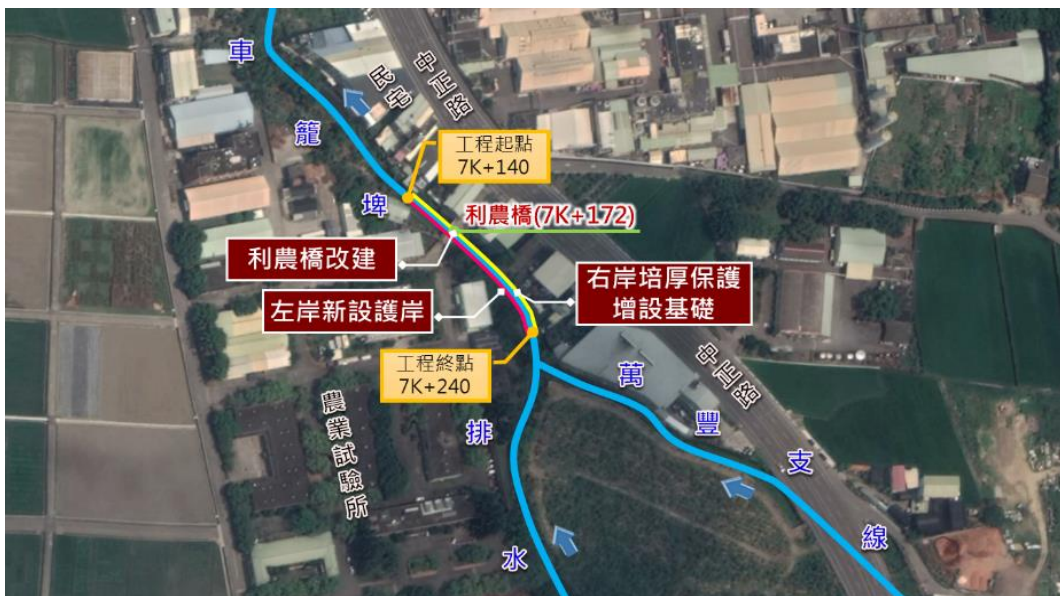 車籠埤排水
民宅
中正路
工程起點
7K+140
利農橋(7K+172)
利農橋改建
左岸新設護岸
右岸培厚保護
增設基礎
工程終點
7K+240
中正路
萬豐支線
農業試驗所